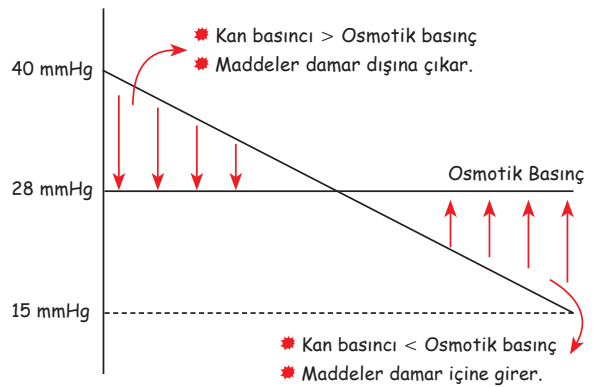 Kan basıncı > Osmotik basınç
Maddeler damar dışına çıkar.
40 mmHg
Osmotik Basınç
28 mmHg
15 mmHg
Kan basıncı < Osmotik basınç
Maddeler damar içine girer.